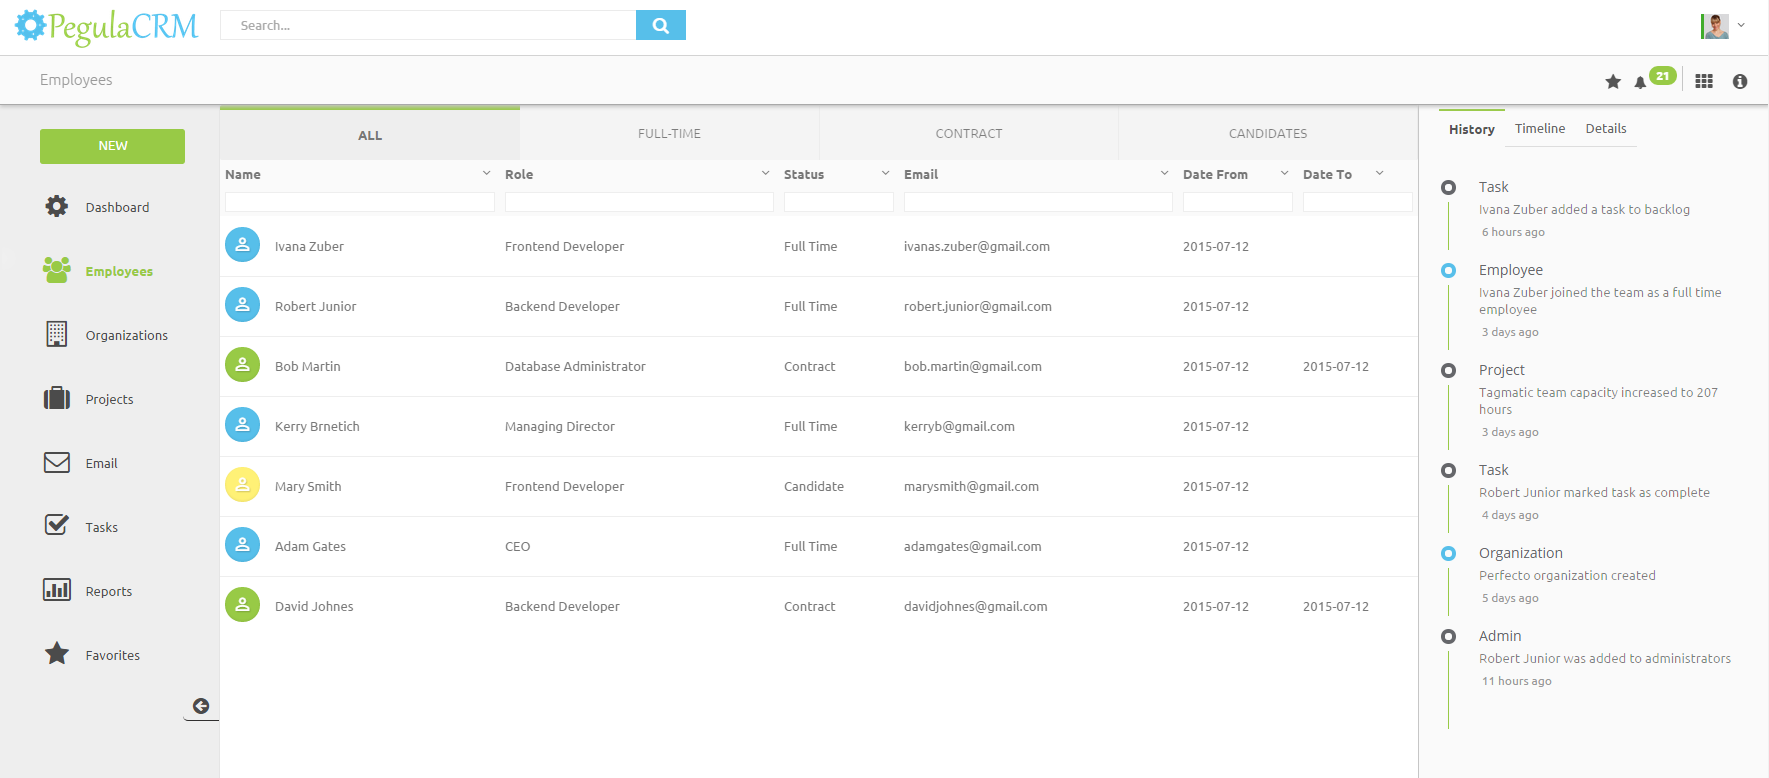 PegulaCRM
Search...
Employees
21
NEW
Dashboard
Employees
Organizations
Projects
Email
Tasks
Reports
Favorites
ALL FULL-TIME CONTRACT CANDIDATES
Name Role Status Email Date From Date To
Ivana Zuber Frontend Developer Full Time ivanas.zuber@gmail.com 2015-07-12
Robert Junior Backend Developer Full Time robert.junior@gmail.com 2015-07-12
Bob Martin Database Administrator Contract bob.martin@gmail.com 2015-07-12 2015-07-12
Kerry Brnetich Managing Director Full Time kerryb@gmail.com 2015-07-12
Mary Smith Frontend Developer Candidate marysmith@gmail.com 2015-07-12
Adam Gates CEO Full Time adamgates@gmail.com 2015-07-12
David Johnes Backend Developer Contract davidjohnes@gmail.com 2015-07-12 2015-07-12
History Timeline Details
Task
Ivana Zuber added a task to backlog
6 hours ago
Employee
Ivana Zuber joined the team as a full time
employee
3 days ago
Project
Tagmatic team capacity increased to 207
hours
3 days ago
Task
Robert Junior marked task as complete
4 days ago
Organization
Perfecto organization created
5 days ago
Admin
Robert Junior was added to administrators
11 hours ago